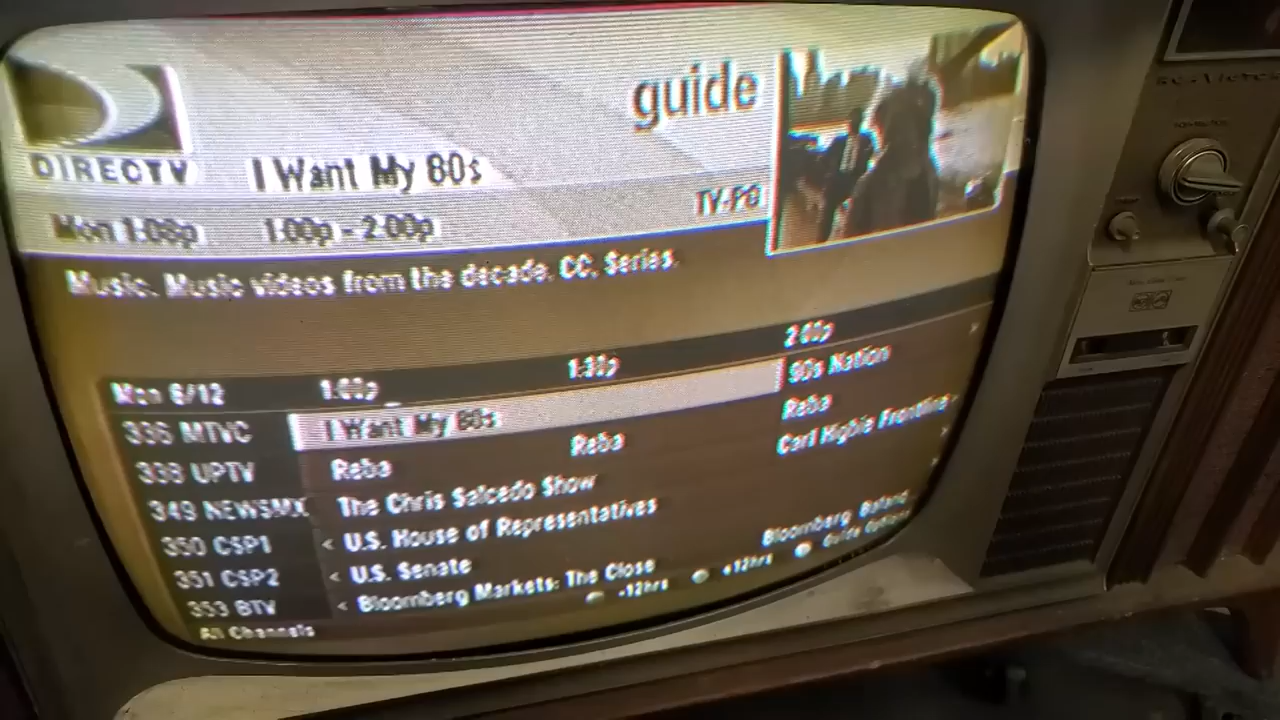 guide
DIRECTV
I Want My 80s
TV-PG
Mon 1:08p 1:00p - 2:00p
Music. Music videos from the decade. CC. Series.
Mon 6/12 1:00p 1:30p 2:00p
336 MTVC I Want My 80s 90s Nation
338 UPTV Reba Reba Reba
349 NEWSMX The Chris Salcedo Show Carl Higbie Frontline
350 CSP1 < U.S. House of Representatives
351 CSP2 < U.S. Senate
353 BTV < Bloomberg Markets: The Close Bloomberg
All Channels -12hrs +12hrs Guide Options